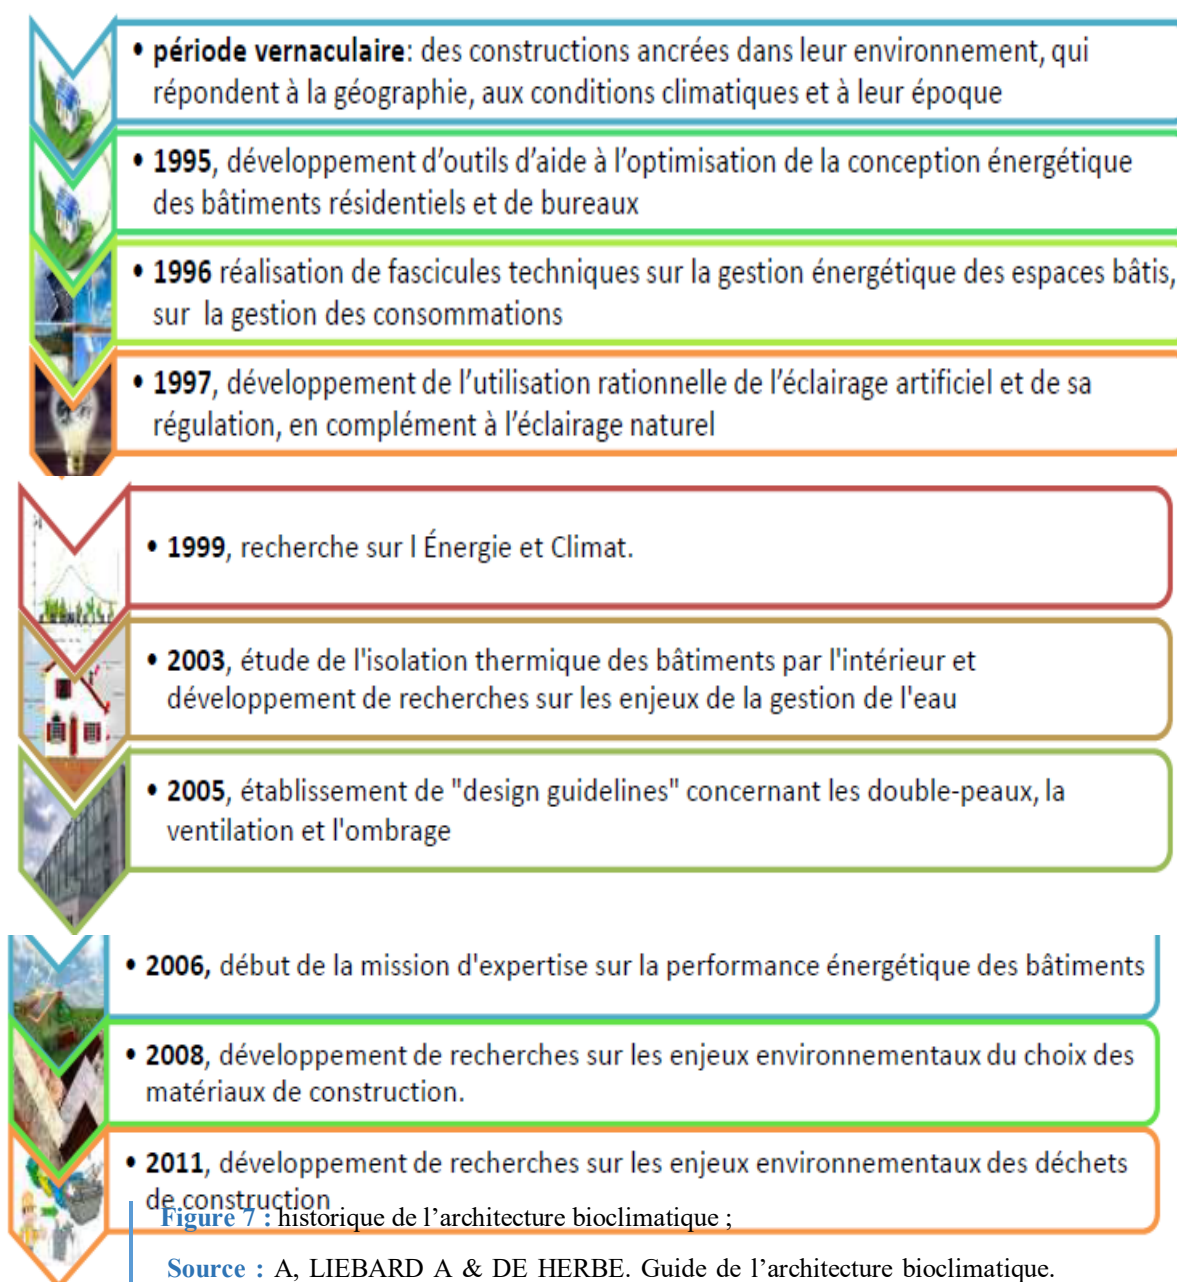 • période vernaculaire: des constructions ancrées dans leur environnement, qui
répondent à la géographie, aux conditions climatiques et à leur époque
• 1995, développement d’outils d’aide à l’optimisation de la conception énergétique
des bâtiments résidentiels et de bureaux
• 1996 réalisation de fascicules techniques sur la gestion énergétique des espaces bâtis,
sur la gestion des consommations
• 1997, développement de l’utilisation rationnelle de l’éclairage artificiel et de sa
régulation, en complément à l’éclairage naturel
• 1999, recherche sur l Énergie et Climat.
• 2003, étude de l'isolation thermique des bâtiments par l'intérieur et
développement de recherches sur les enjeux de la gestion de l'eau
• 2005, établissement de "design guidelines" concernant les double-peaux, la
ventilation et l'ombrage
• 2006, début de la mission d'expertise sur la performance énergétique des bâtiments
• 2008, développement de recherches sur les enjeux environnementaux du choix des
matériaux de construction.
• 2011, développement de recherches sur les enjeux environnementaux des déchets
de construction
Figure 7 : historique de l’architecture bioclimatique ;
Source : A, LIEBARD A & DE HERBE. Guide de l’architecture bioclimatique.